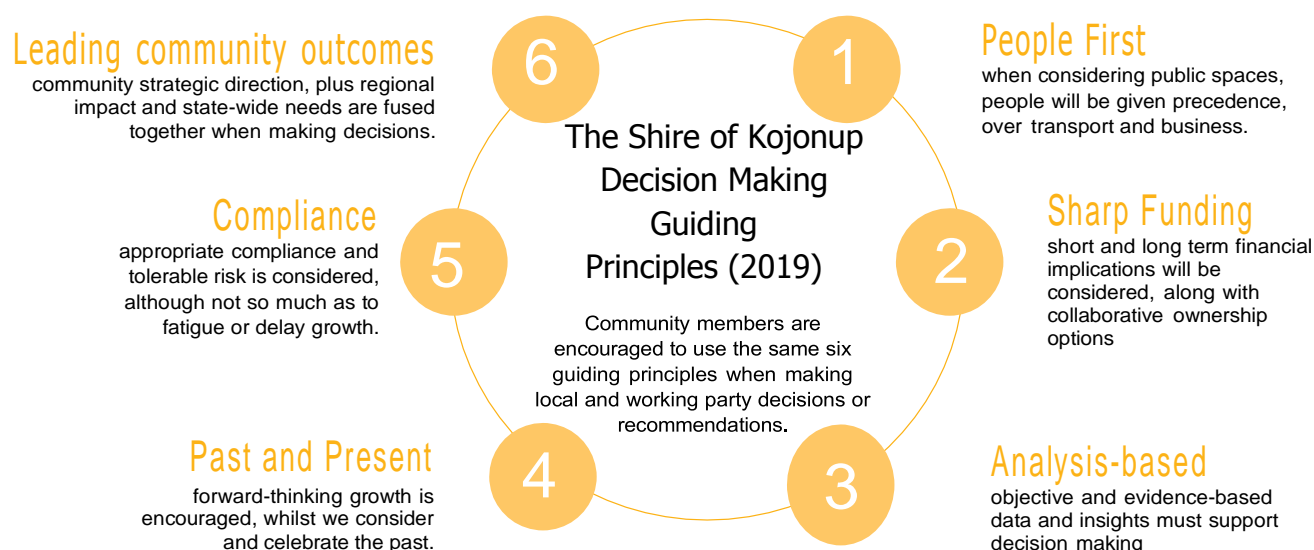 The Shire of Kojonup
Decision Making
Guiding
Principles (2019)
Community members are
encouraged to use the same six
guiding principles when making
local and working party decisions or
recommendations.
1
People First
when considering public spaces,
people will be given precedence,
over transport and business.
2
Sharp Funding
short and long term financial
implications will be
considered, along with
collaborative ownership
options
3
Analysis-based
objective and evidence-based
data and insights must support
decision making
4
Past and Present
forward-thinking growth is
encouraged, whilst we consider
and celebrate the past.
5
Compliance
appropriate compliance and
tolerable risk is considered,
although not so much as to
fatigue or delay growth.
6
Leading community outcomes
community strategic direction, plus regional
impact and state-wide needs are fused
together when making decisions.